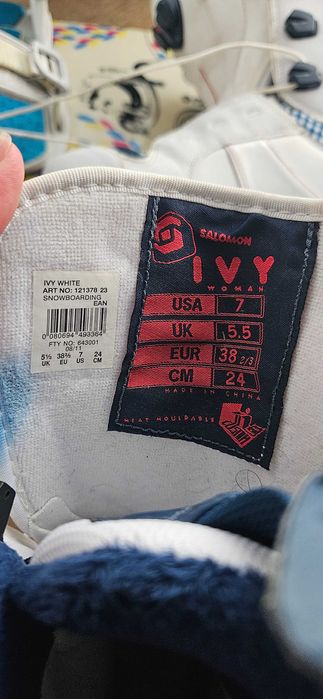 IVY WHITE
ART NO: 121378 23
SNOWBOARDING
EAN
0 080694 493364
FTY NO: 643001
08/11
5½ 38⅔ 7 24
UK EU US CM
SALOMON
IVY
WOMAN
USA 7
UK 5.5
EUR 38 2/3
CM 24
MADE IN CHINA
HEAT MOULDABLE